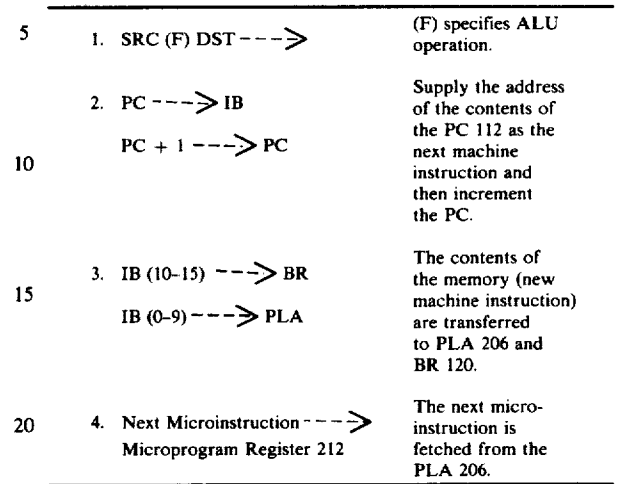 5
1. SRC (F) DST ----> (F) specifies ALU
operation.
2. PC ----> IB Supply the address
of the contents of
PC + 1 ----> PC the PC 112 as the
10
next machine
instruction and
then increment
the PC.
3. IB (10–15) ---> BR The contents of
the memory (new
15
IB (0–9) ---> PLA machine instruction)
are transferred
to PLA 206 and
BR 120.
20
4. Next Microinstruction ---> The next micro-
Microprogram Register 212 instruction is
fetched from the
PLA 206.